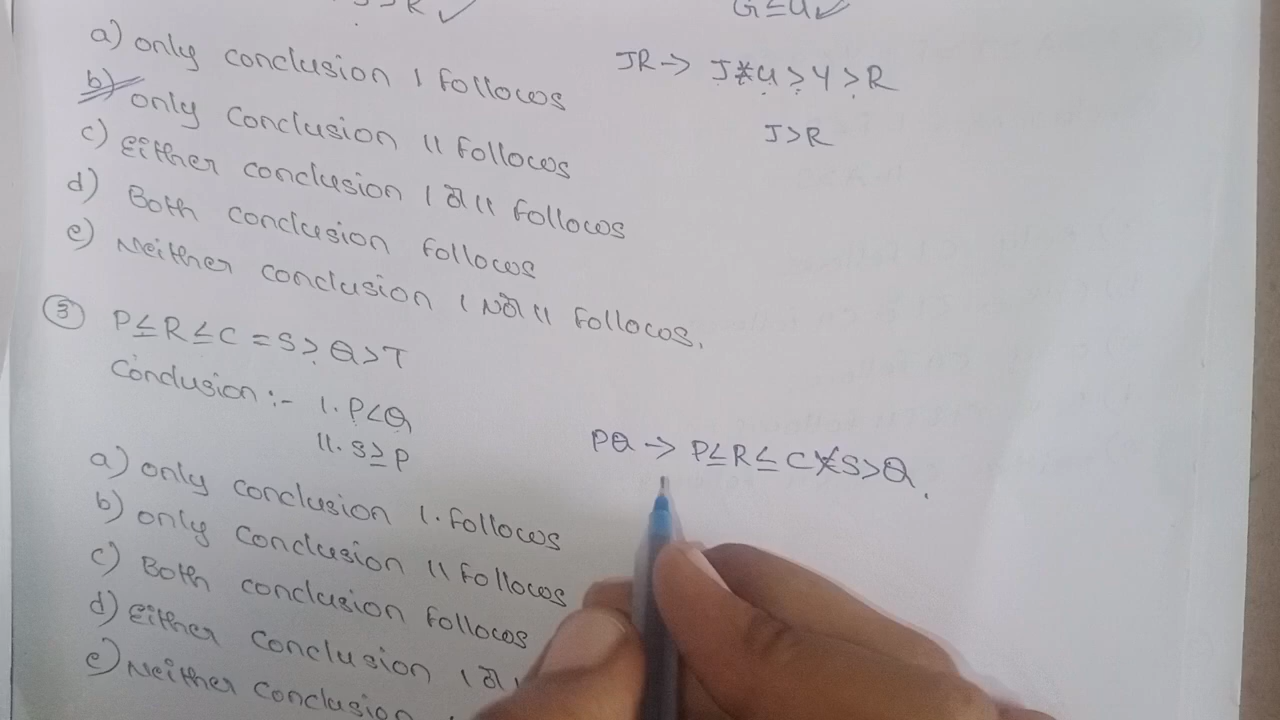 G≤U✓
a) only conclusion I follows
b) only conclusion II follows
c) Either conclusion I or II follows
d) Both conclusion follows
e) Neither conclusion I nor II follows.
JR → J*U>Y>R
J>R
③ P≤R≤C=S>Q>T
Conclusion:- I. P<Q
II. S≥P
PQ → P≤R≤C S>Q.
a) only conclusion I. follows
b) only conclusion II follows
c) Both conclusion follows
d) Either conclusion I or
e) Neither conclusion